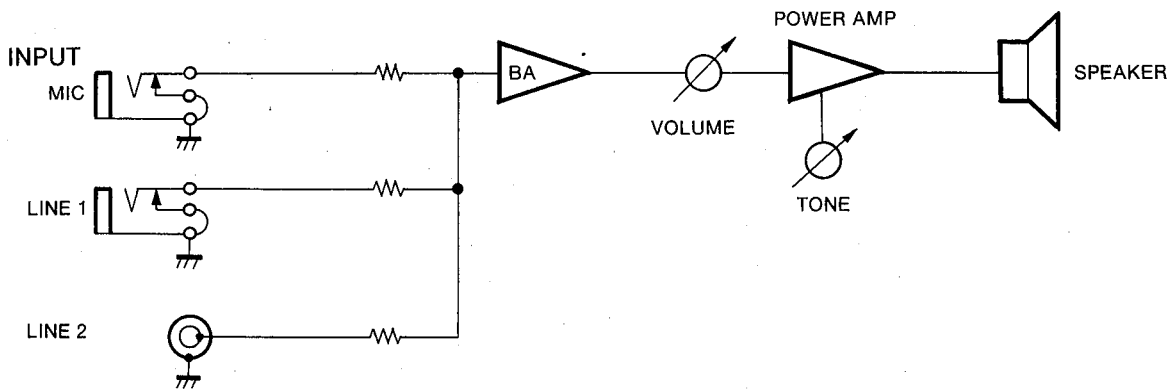 POWER AMP
INPUT
MIC
BA
SPEAKER
VOLUME
LINE 1
TONE
LINE 2